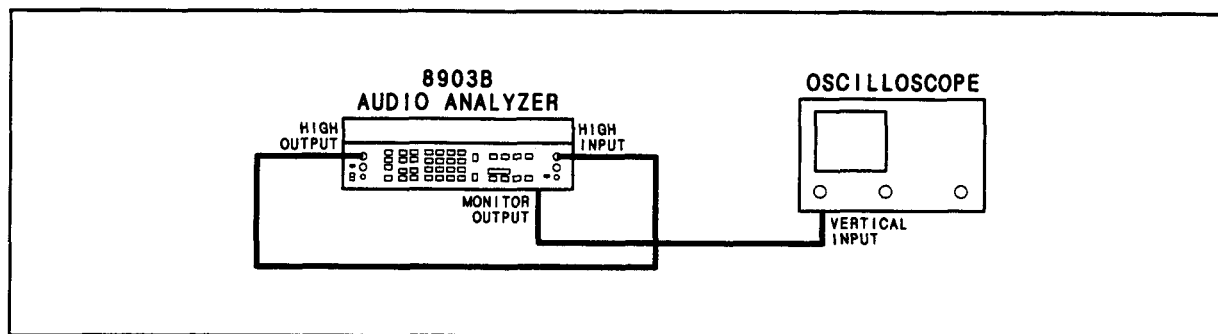 8903B
AUDIO ANALYZER
HIGH
OUTPUT
HIGH
INPUT
MONITOR
OUTPUT
OSCILLOSCOPE
VERTICAL
INPUT